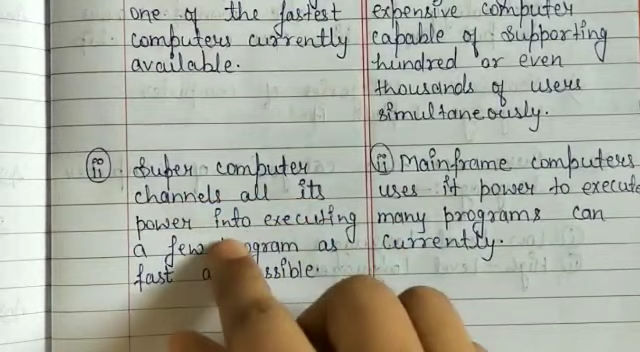 one of the fastest
computers currently
available.
expensive computer
capable of supporting
hundred or even
thousands of users
simultaneously.
(ii) Super computer
channels all its
power into executing
a few as
fast
(ii) Mainframe computers
uses it power to execute
many programs can
currently.